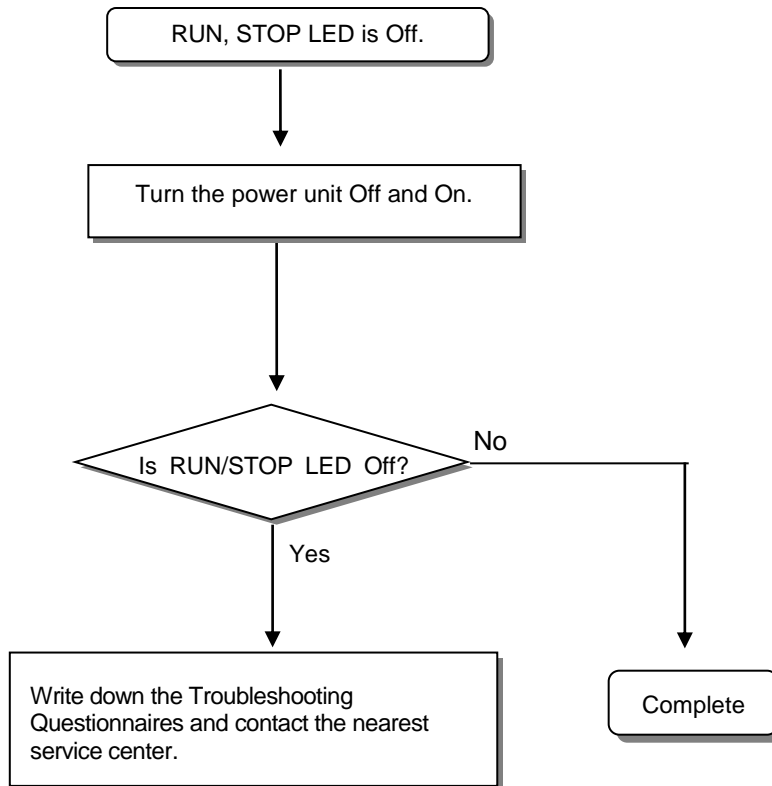 RUN, STOP LED is Off.
Turn the power unit Off and On.
Is RUN/STOP LED Off?
No
Yes
Write down the Troubleshooting
Questionnaires and contact the nearest
service center.
Complete